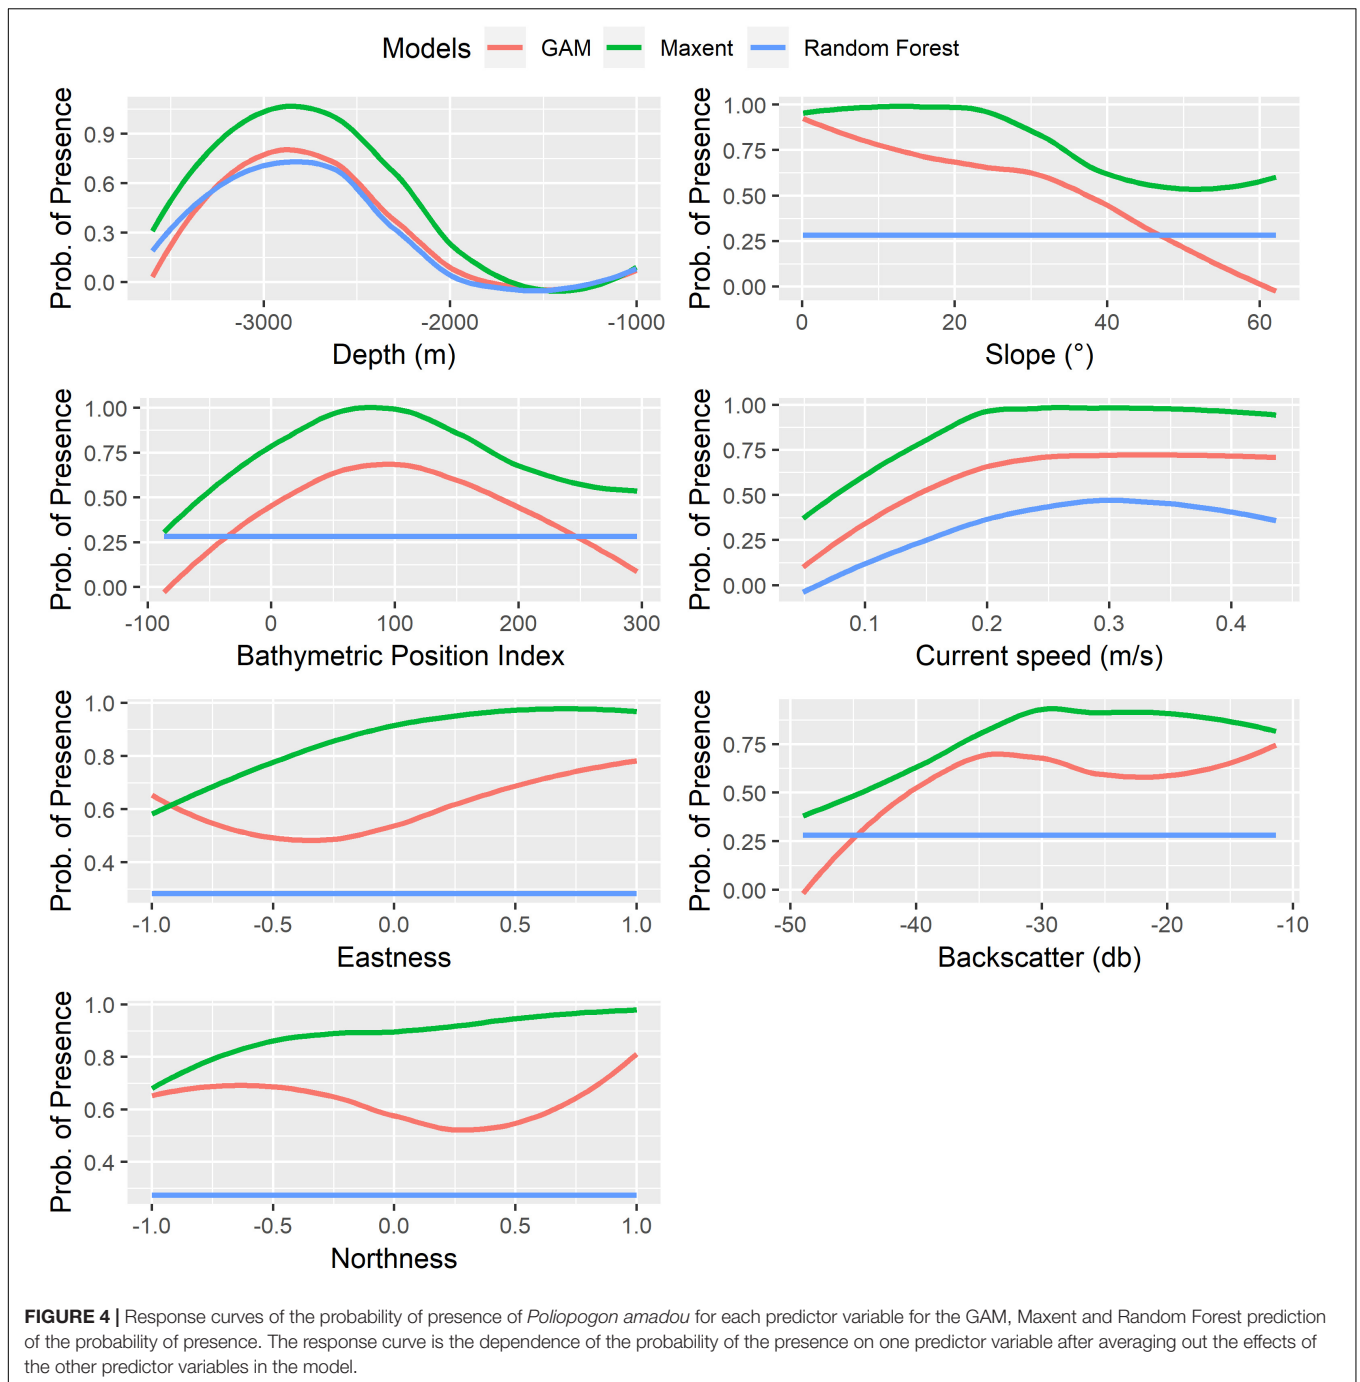 Models GAM Maxent Random Forest
Prob. of Presence
0.9
0.6
0.3
0.0
-3000 -2000 -1000
Depth (m)
Prob. of Presence
1.00
0.75
0.50
0.25
0.00
0 20 40 60
Slope (°)
Prob. of Presence
1.00
0.75
0.50
0.25
0.00
-100 0 100 200 300
Bathymetric Position Index
Prob. of Presence
1.00
0.75
0.50
0.25
0.00
0.1 0.2 0.3 0.4
Current speed (m/s)
Prob. of Presence
1.0
0.8
0.6
0.4
-1.0 -0.5 0.0 0.5 1.0
Eastness
Prob. of Presence
0.75
0.50
0.25
0.00
-50 -40 -30 -20 -10
Backscatter (db)
Prob. of Presence
1.0
0.8
0.6
0.4
-1.0 -0.5 0.0 0.5 1.0
Northness
FIGURE 4 | Response curves of the probability of presence of Poliopogon amadou for each predictor variable for the GAM, Maxent and Random Forest prediction
of the probability of presence. The response curve is the dependence of the probability of the presence on one predictor variable after averaging out the effects of
the other predictor variables in the model.